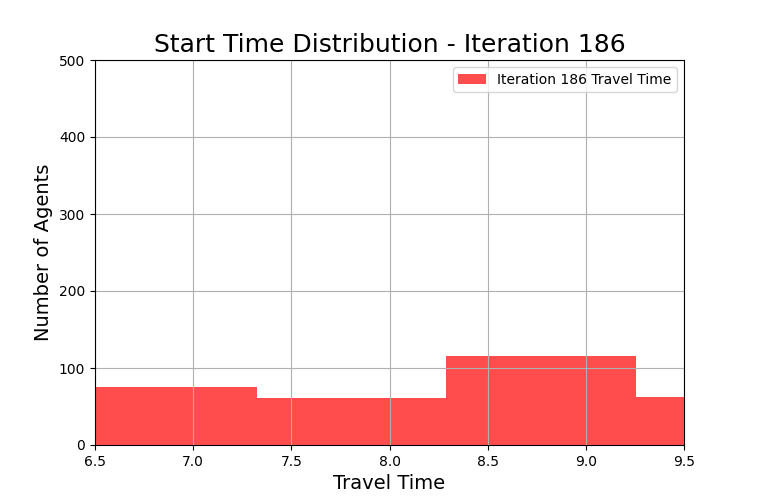 Start Time Distribution - Iteration 186
Iteration 186 Travel Time
Number of Agents
500
400
300
200
100
0
6.5 7.0 7.5 8.0 8.5 9.0 9.5
Travel Time